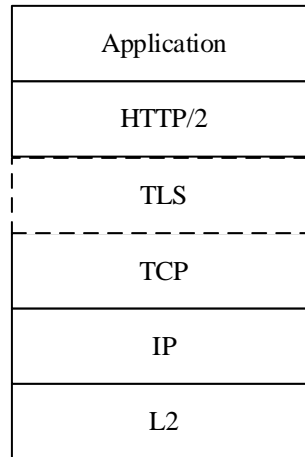 Application
HTTP/2
TLS
TCP
IP
L2